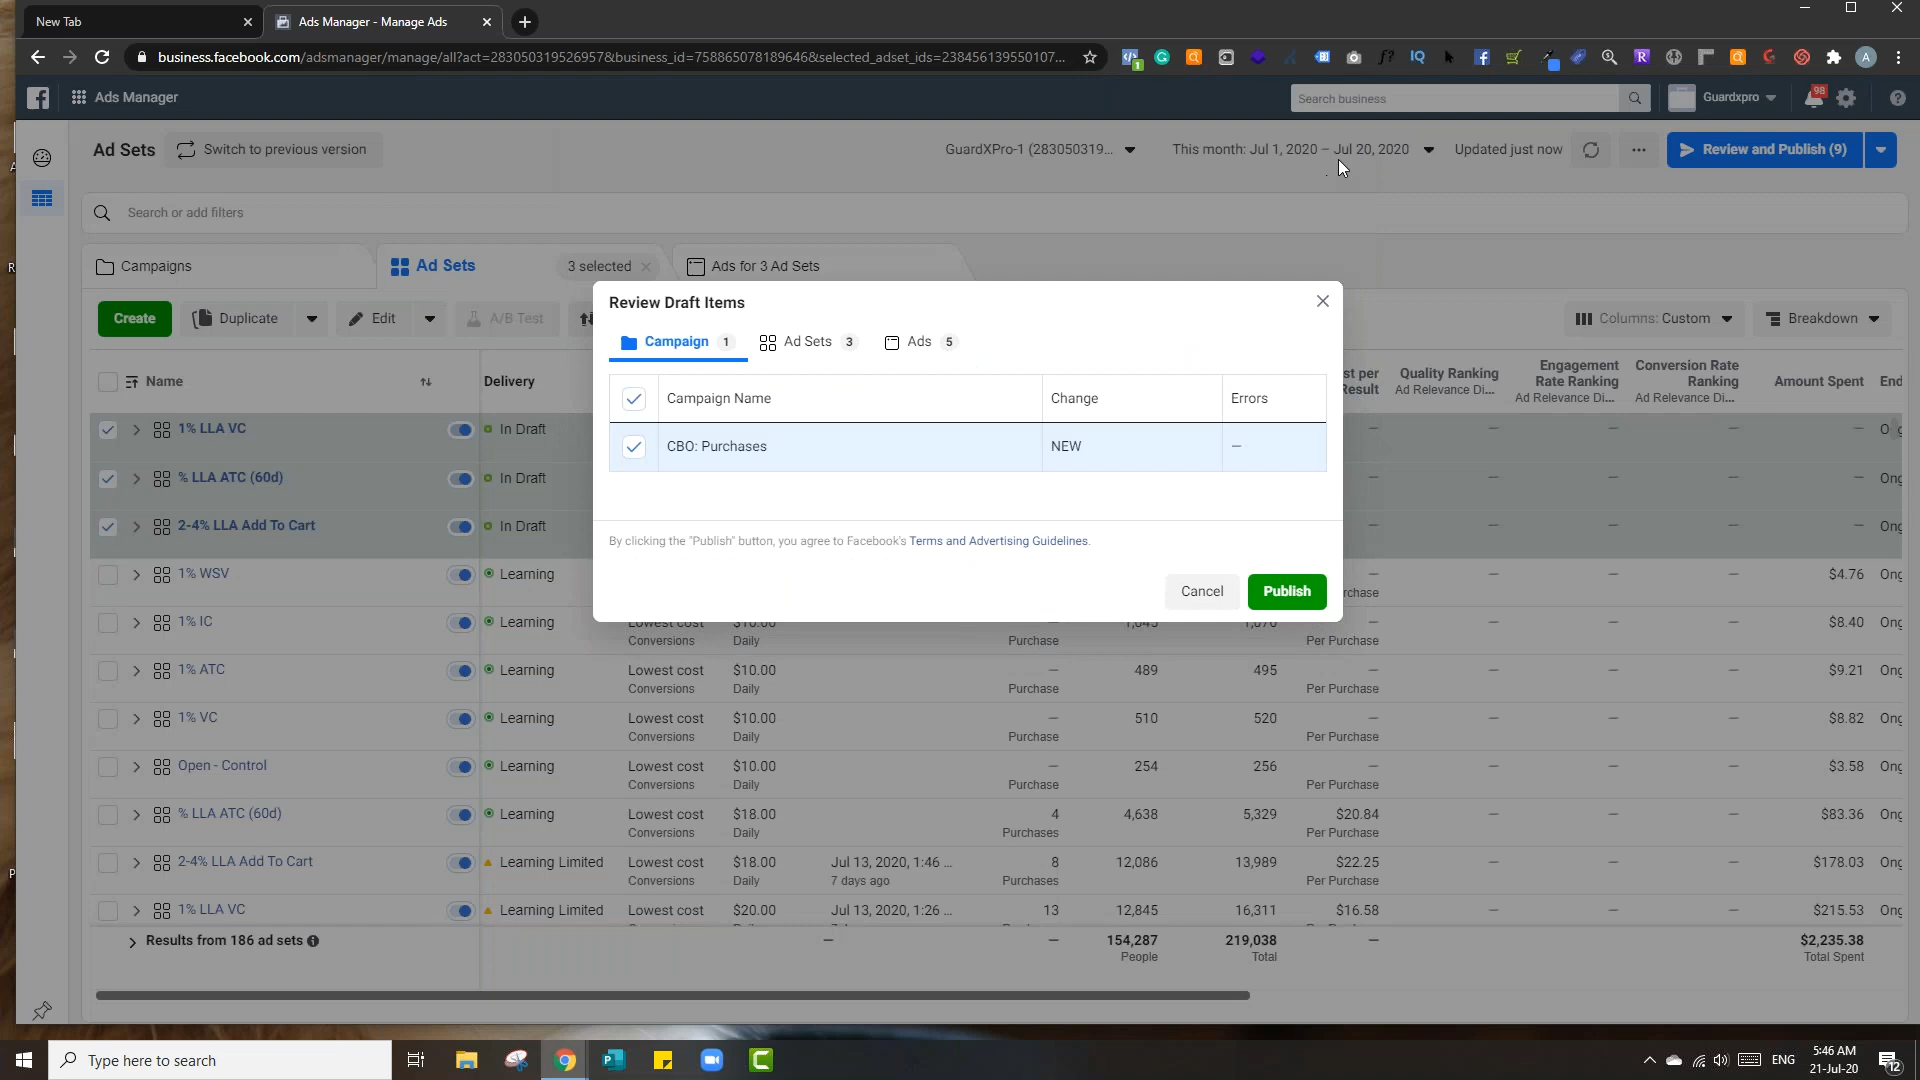 New Tab
Ads Manager - Manage Ads
business.facebook.com/adsmanager/manage/all?act=283050319526957&business_id=758865078189646&selected_adset_ids=238456139550107...
Ads Manager
Search business
Guardxpro
98
Ad Sets
Switch to previous version
GuardXPro-1 (283050319...
This month: Jul 1, 2020 – Jul 20, 2020
Updated just now
Review and Publish (9)
Search or add filters
Campaigns
Ad Sets
3 selected
Ads for 3 Ad Sets
Create
Duplicate
Edit
A/B Test
Columns: Custom
Breakdown
Review Draft Items
Campaign 1
Ad Sets 3
Ads 5
Campaign Name
Change
Errors
CBO: Purchases
NEW
—
By clicking the "Publish" button, you agree to Facebook's Terms and Advertising Guidelines.
Cancel
Publish
Name
Delivery
st per Result
Quality Ranking
Ad Relevance Di...
Engagement Rate Ranking
Ad Relevance Di...
Conversion Rate Ranking
Ad Relevance Di...
Amount Spent
End
1% LLA VC In Draft — — — — — Ong
% LLA ATC (60d) In Draft — — — — — Ong
2-4% LLA Add To Cart In Draft — — — — — Ong
1% WSV Learning — — — — $4.76 Ong
rchase
1% IC Learning Lowest cost $10.00 — 1,045 1,070 — — — — $8.40 Ong
Conversions Daily Purchase Per Purchase
1% ATC Learning Lowest cost $10.00 — 489 495 — — — — $9.21 Ong
Conversions Daily Purchase Per Purchase
1% VC Learning Lowest cost $10.00 — 510 520 — — — — $8.82 Ong
Conversions Daily Purchase Per Purchase
Open - Control Learning Lowest cost $10.00 — 254 256 — — — — $3.58 Ong
Conversions Daily Purchase Per Purchase
% LLA ATC (60d) Learning Lowest cost $18.00 4 4,638 5,329 $20.84 — — — $83.36 Ong
Conversions Daily Purchases Per Purchase
2-4% LLA Add To Cart Learning Limited Lowest cost $18.00 Jul 13, 2020, 1:46 ... 8 12,086 13,989 $22.25 — — — $178.03 Ong
Conversions Daily 7 days ago Purchases Per Purchase
1% LLA VC Learning Limited Lowest cost $20.00 Jul 13, 2020, 1:26 ... 13 12,845 16,311 $16.58 — — — $215.53 Ong
Results from 186 ad sets — — 154,287 219,038 — $2,235.38
People Total Total Spent
Type here to search
ENG
5:46 AM
21-Jul-20
12